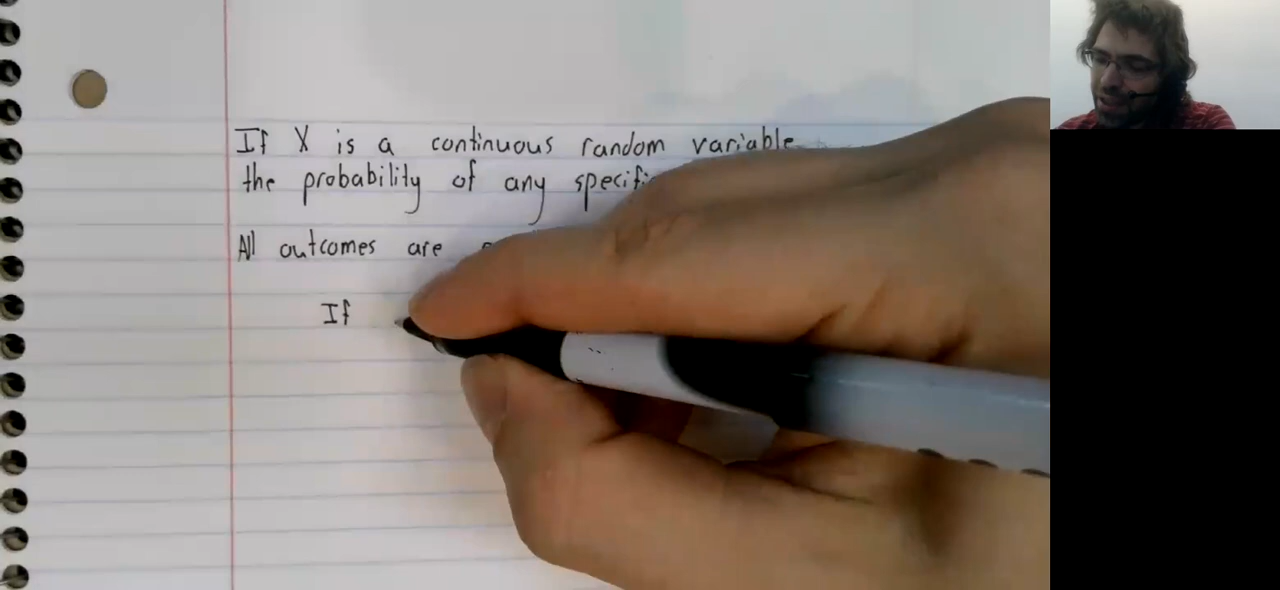 If X is a continuous random variable
the probability of any
All outcomes are
If